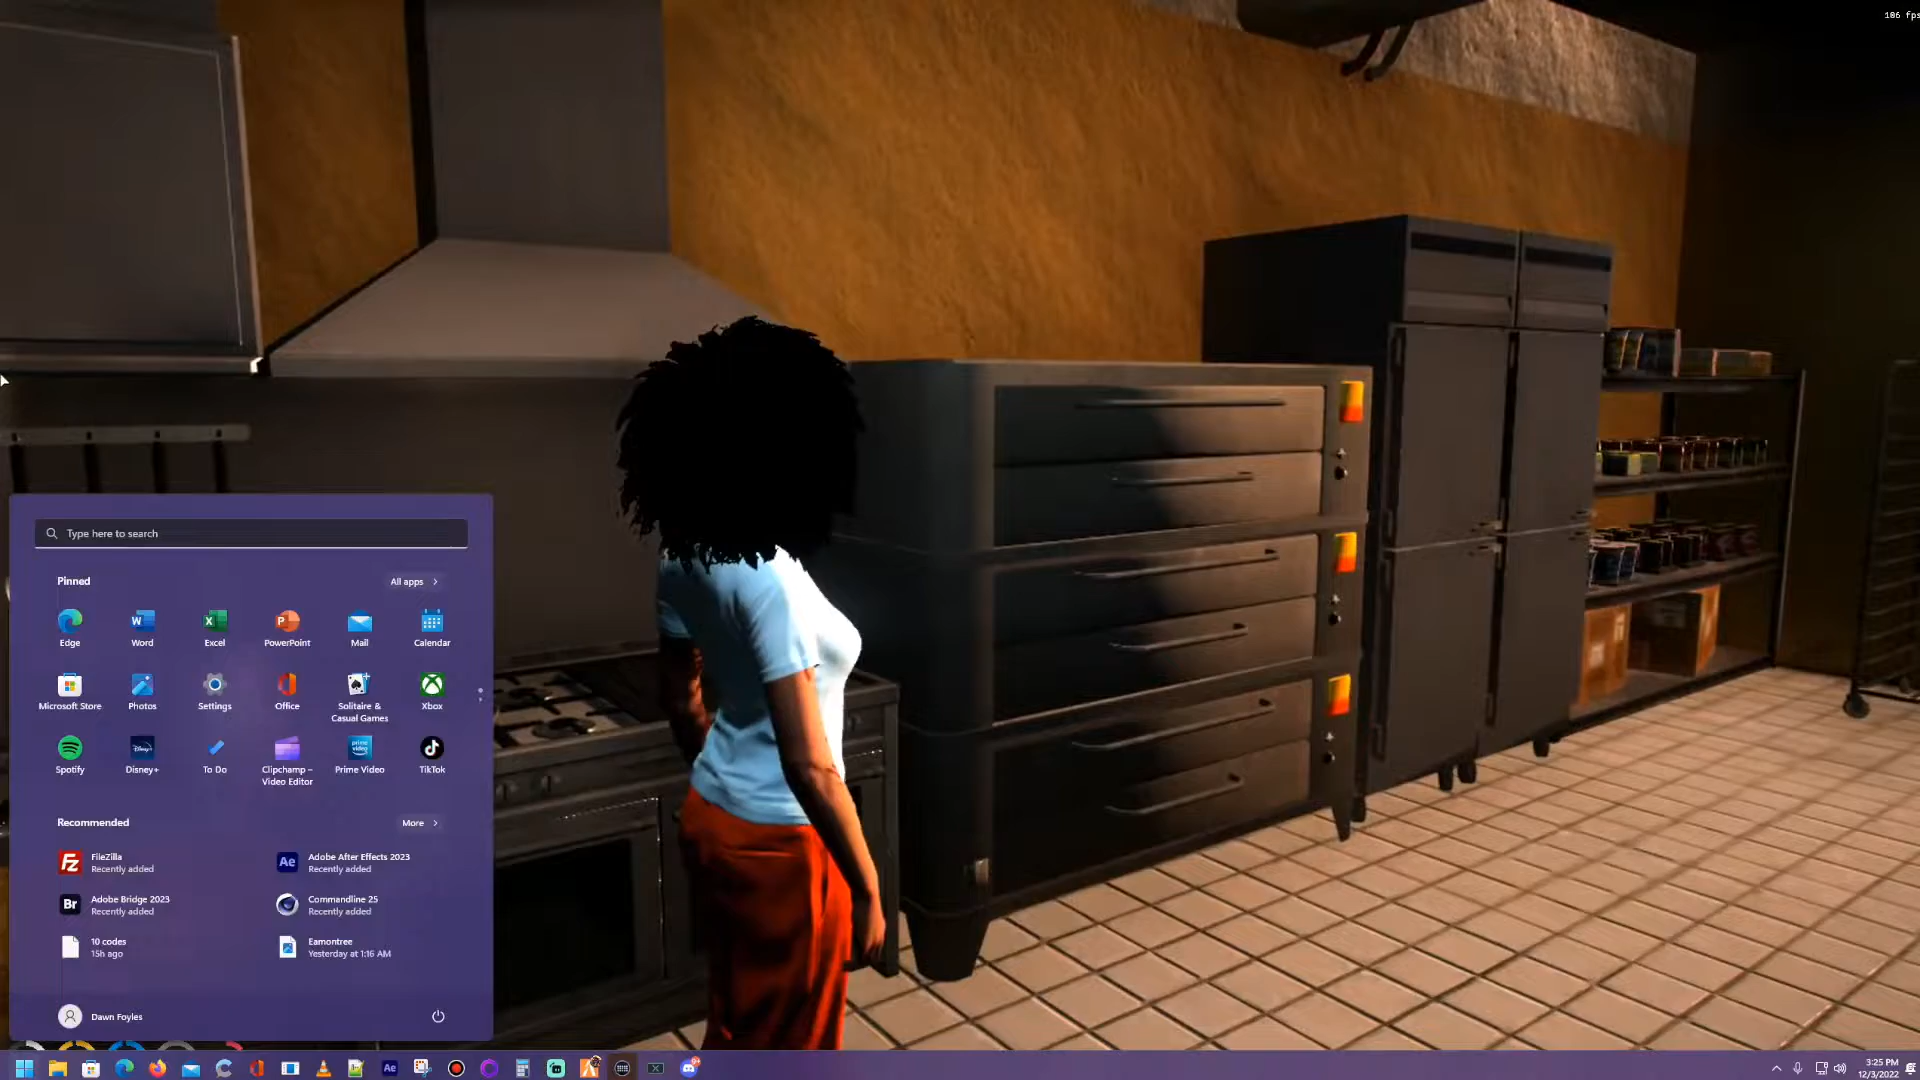 106 fps
Type here to search
Pinned
All apps
Edge
Word
Excel
PowerPoint
Mail
Calendar
Microsoft Store
Photos
Settings
Office
Solitaire &
Casual Games
Xbox
Spotify
Disney+
To Do
Clipchamp –
Video Editor
Prime Video
TikTok
Recommended
More
FileZilla
Recently added
Adobe After Effects 2023
Recently added
Adobe Bridge 2023
Recently added
Commandline 25
Recently added
10 codes
15h ago
Eamontree
Yesterday at 1:16 AM
Dawn Foyles
3:25 PM
12/3/2022